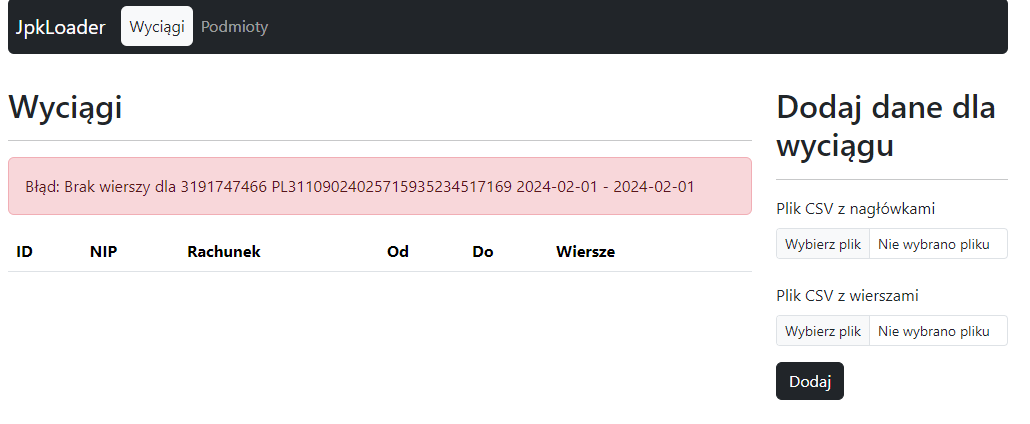 JpkLoader Wyciągi Podmioty
Wyciągi
Błąd: Brak wierszy dla 3191747466 PL31109024025715935234517169 2024-02-01 - 2024-02-01
ID NIP Rachunek Od Do Wiersze
Dodaj dane dla
wyciągu
Plik CSV z nagłówkami
Wybierz plik Nie wybrano pliku
Plik CSV z wierszami
Wybierz plik Nie wybrano pliku
Dodaj